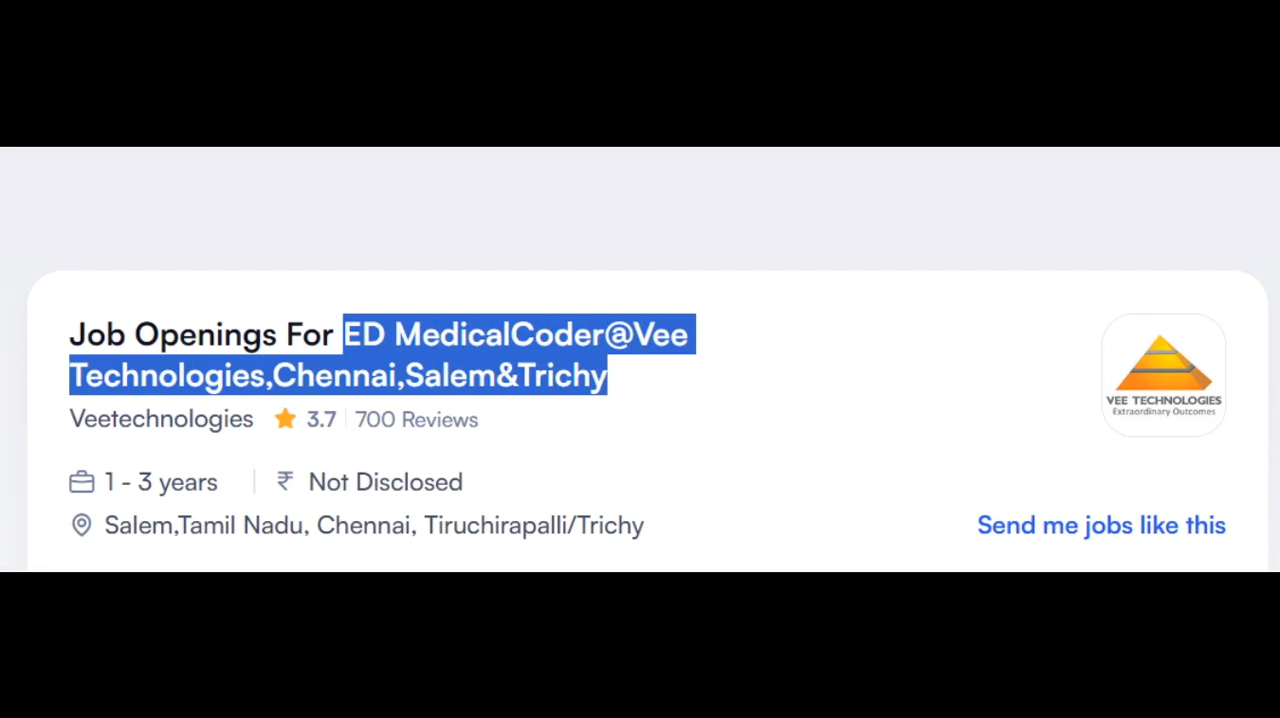 Job Openings For ED MedicalCoder@Vee
Technologies,Chennai,Salem&Trichy
Veetechnologies 3.7 700 Reviews
VEE TECHNOLOGIES
Extraordinary Outcomes
1 - 3 years ₹ Not Disclosed
Salem,Tamil Nadu, Chennai, Tiruchirapalli/Trichy
Send me jobs like this